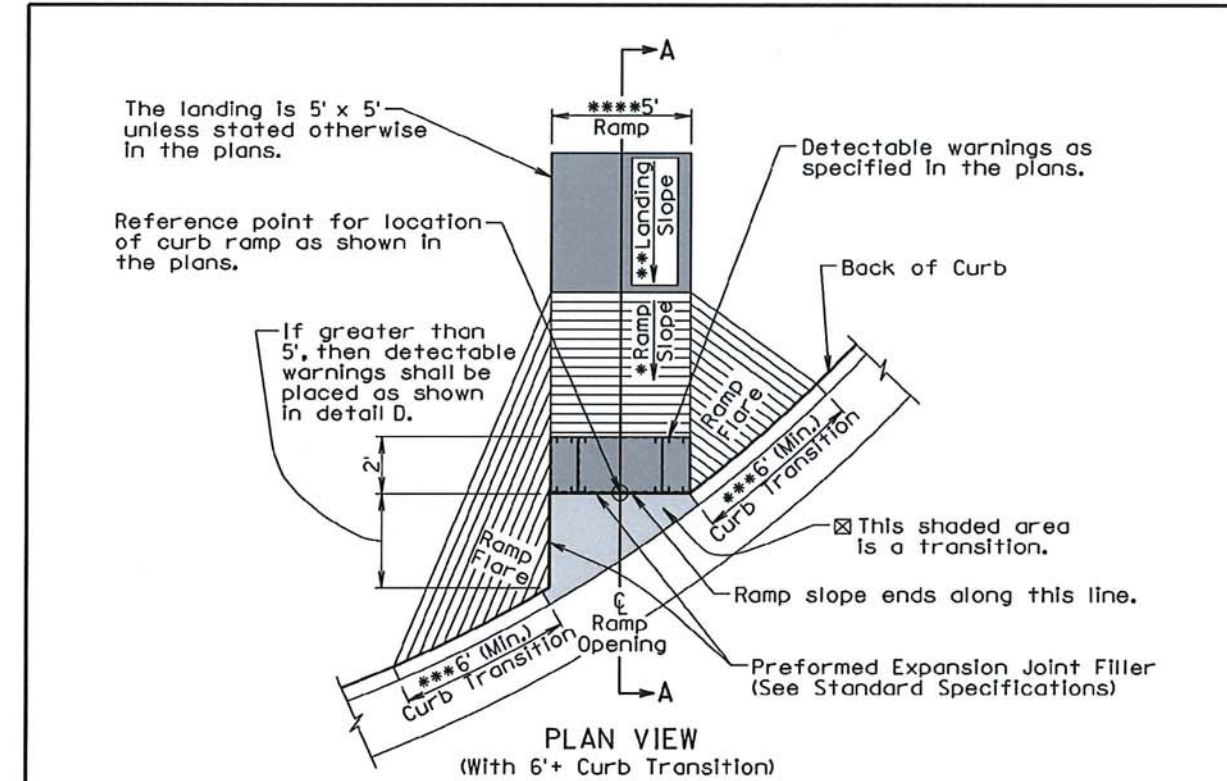 A
The landing is 5' x 5'
unless stated otherwise
in the plans.
****5'
Ramp
Detectable warnings as
specified in the plans.
**Landing
Slope
Reference point for location
of curb ramp as shown in
the plans.
Back of Curb
If greater than
5', then detectable
warnings shall be
placed as shown
in detail D.
*Ramp
Slope
Ramp
Flare
2'
***6' (Min.)
Curb Transition
☒ This shaded area
is a transition.
Ramp
Flare
Ramp slope ends along this line.
℄
Ramp
Opening
***6' (Min.)
Curb Transition
Preformed Expansion Joint Filler
(See Standard Specifications)
A
PLAN VIEW
(With 6'+ Curb Transition)